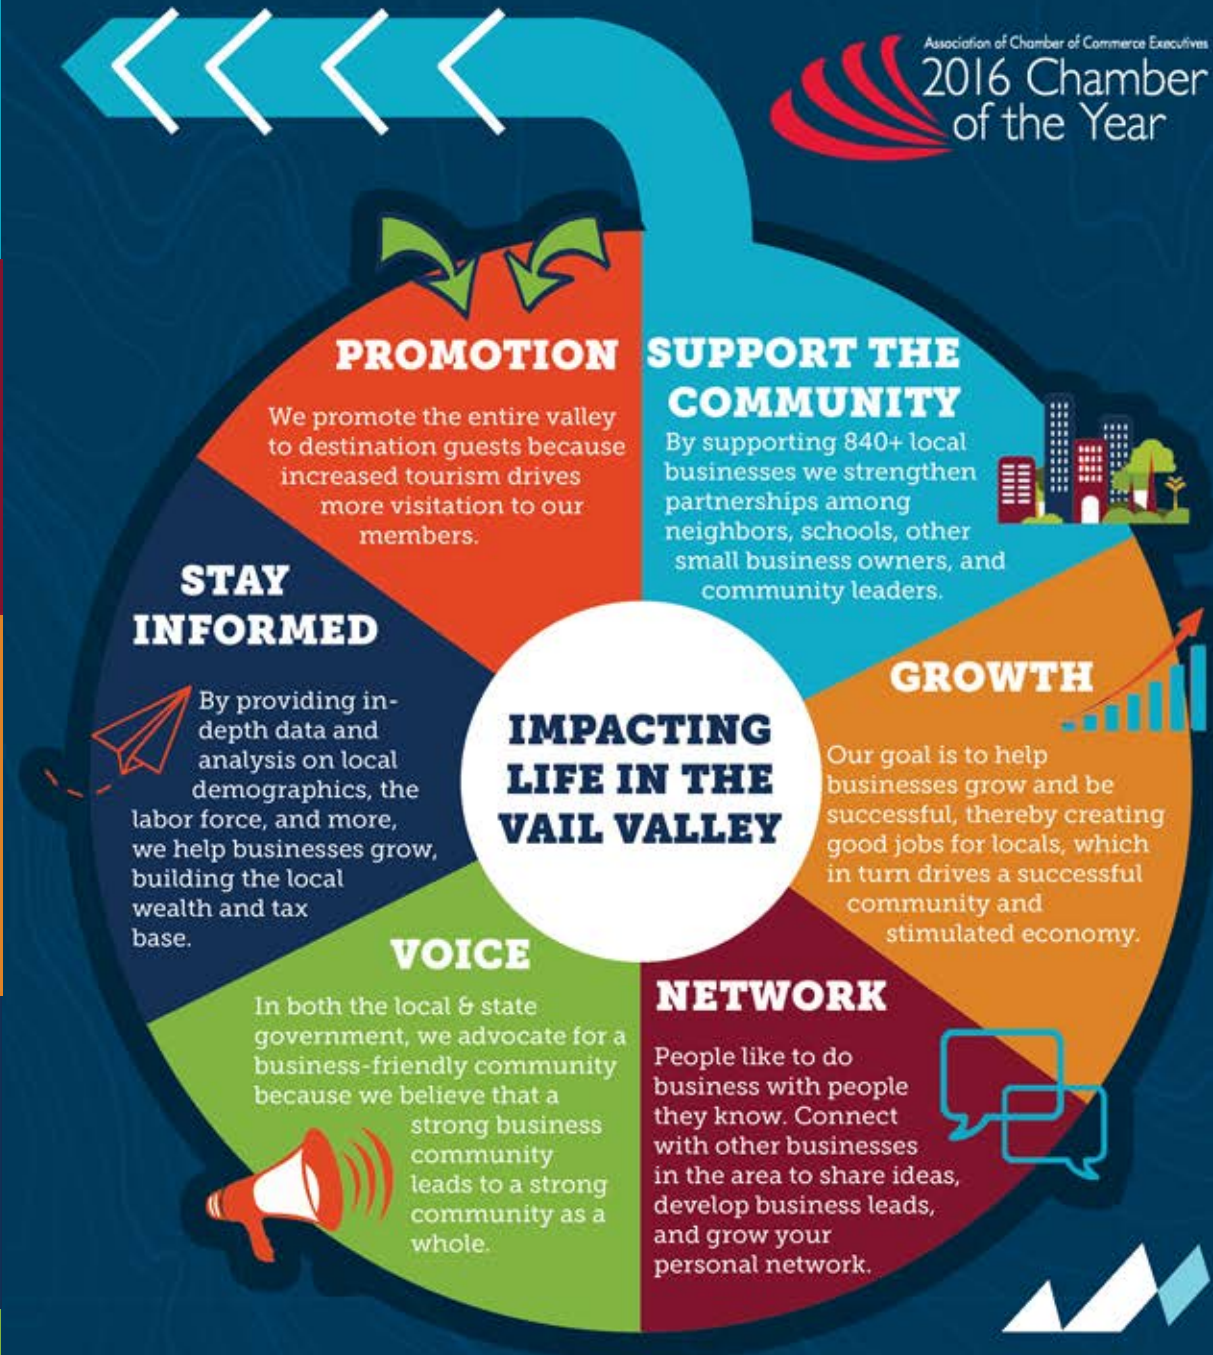 Association of Chamber of Commerce Executives
2016 Chamber
of the Year
PROMOTION
We promote the entire valley
to destination guests because
increased tourism drives
more visitation to our
members.
SUPPORT THE
COMMUNITY
By supporting 840+ local
businesses we strengthen
partnerships among
neighbors, schools, other
small business owners, and
community leaders.
STAY
INFORMED
By providing in-
depth data and
analysis on local
demographics, the
labor force, and more,
we help businesses grow,
building the local
wealth and tax
base.
IMPACTING
LIFE IN THE
VAIL VALLEY
GROWTH
Our goal is to help
businesses grow and be
successful, thereby creating
good jobs for locals, which
in turn drives a successful
community and
stimulated economy.
VOICE
In both the local & state
government, we advocate for a
business-friendly community
because we believe that a
strong business
community
leads to a strong
community as a
whole.
NETWORK
People like to do
business with people
they know. Connect
with other businesses
in the area to share ideas,
develop business leads,
and grow your
personal network.